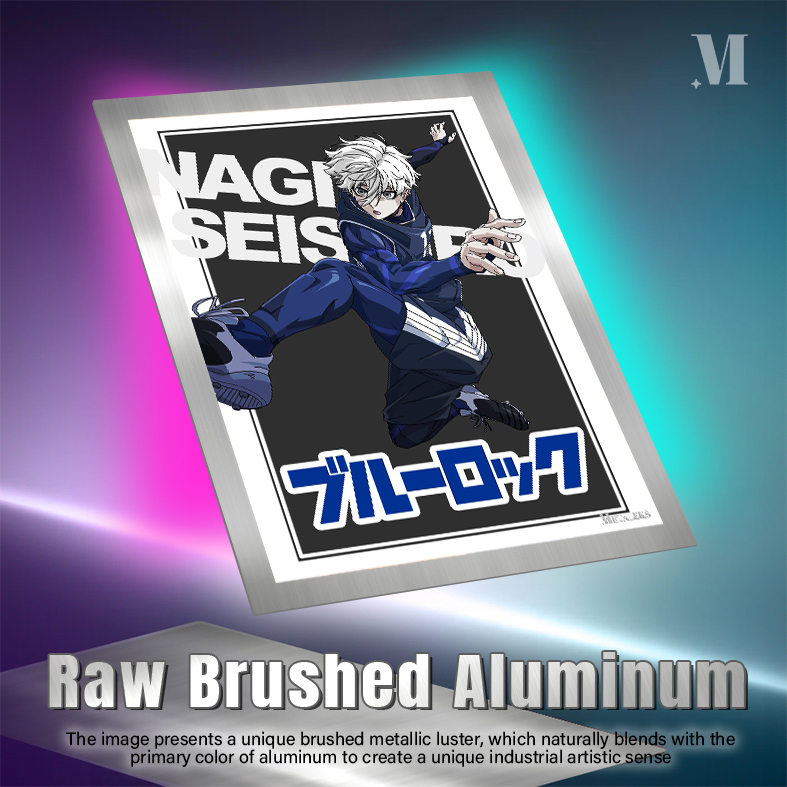 M
NAGI
SEIS
ブルーロック
Raw Brushed Aluminum
The image presents a unique brushed metallic luster, which naturally blends with the
primary color of aluminum to create a unique industrial artistic sense